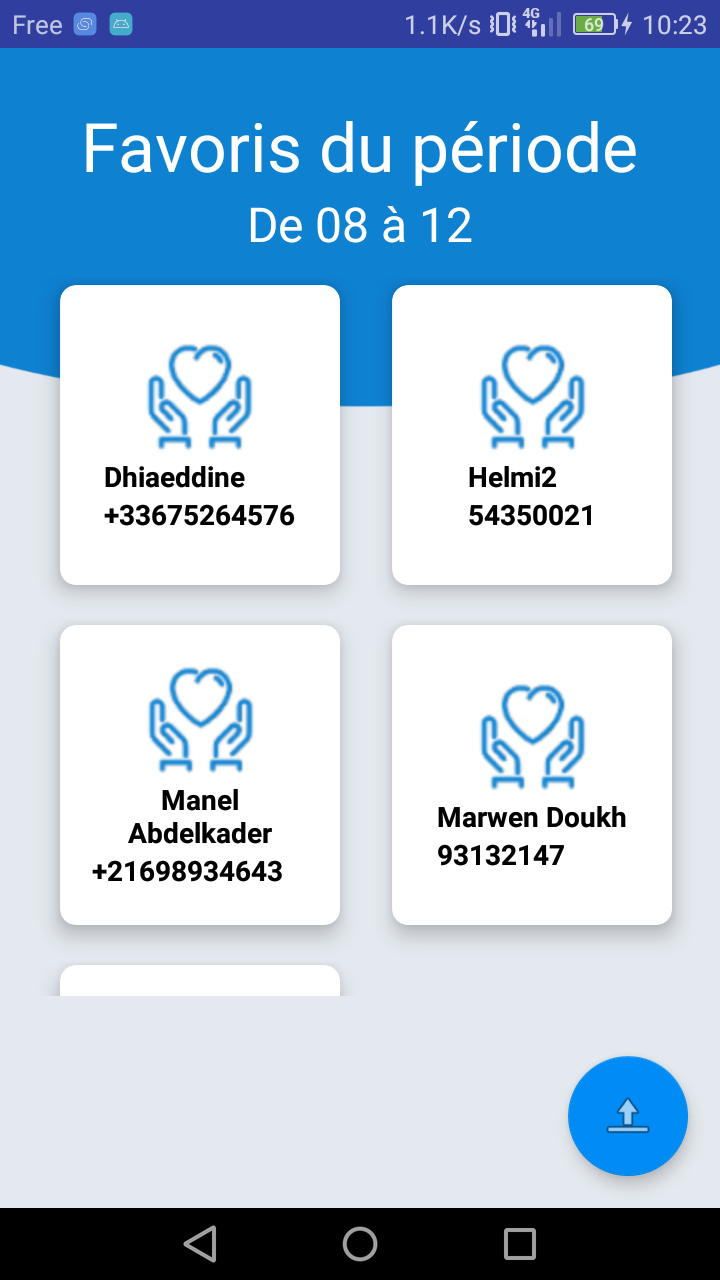 Free 1.1K/s 4G 69 10:23
Favoris du période
De 08 à 12
Dhiaeddine
+33675264576
Helmi2
54350021
Manel
Abdelkader
+21698934643
Marwen Doukh
93132147